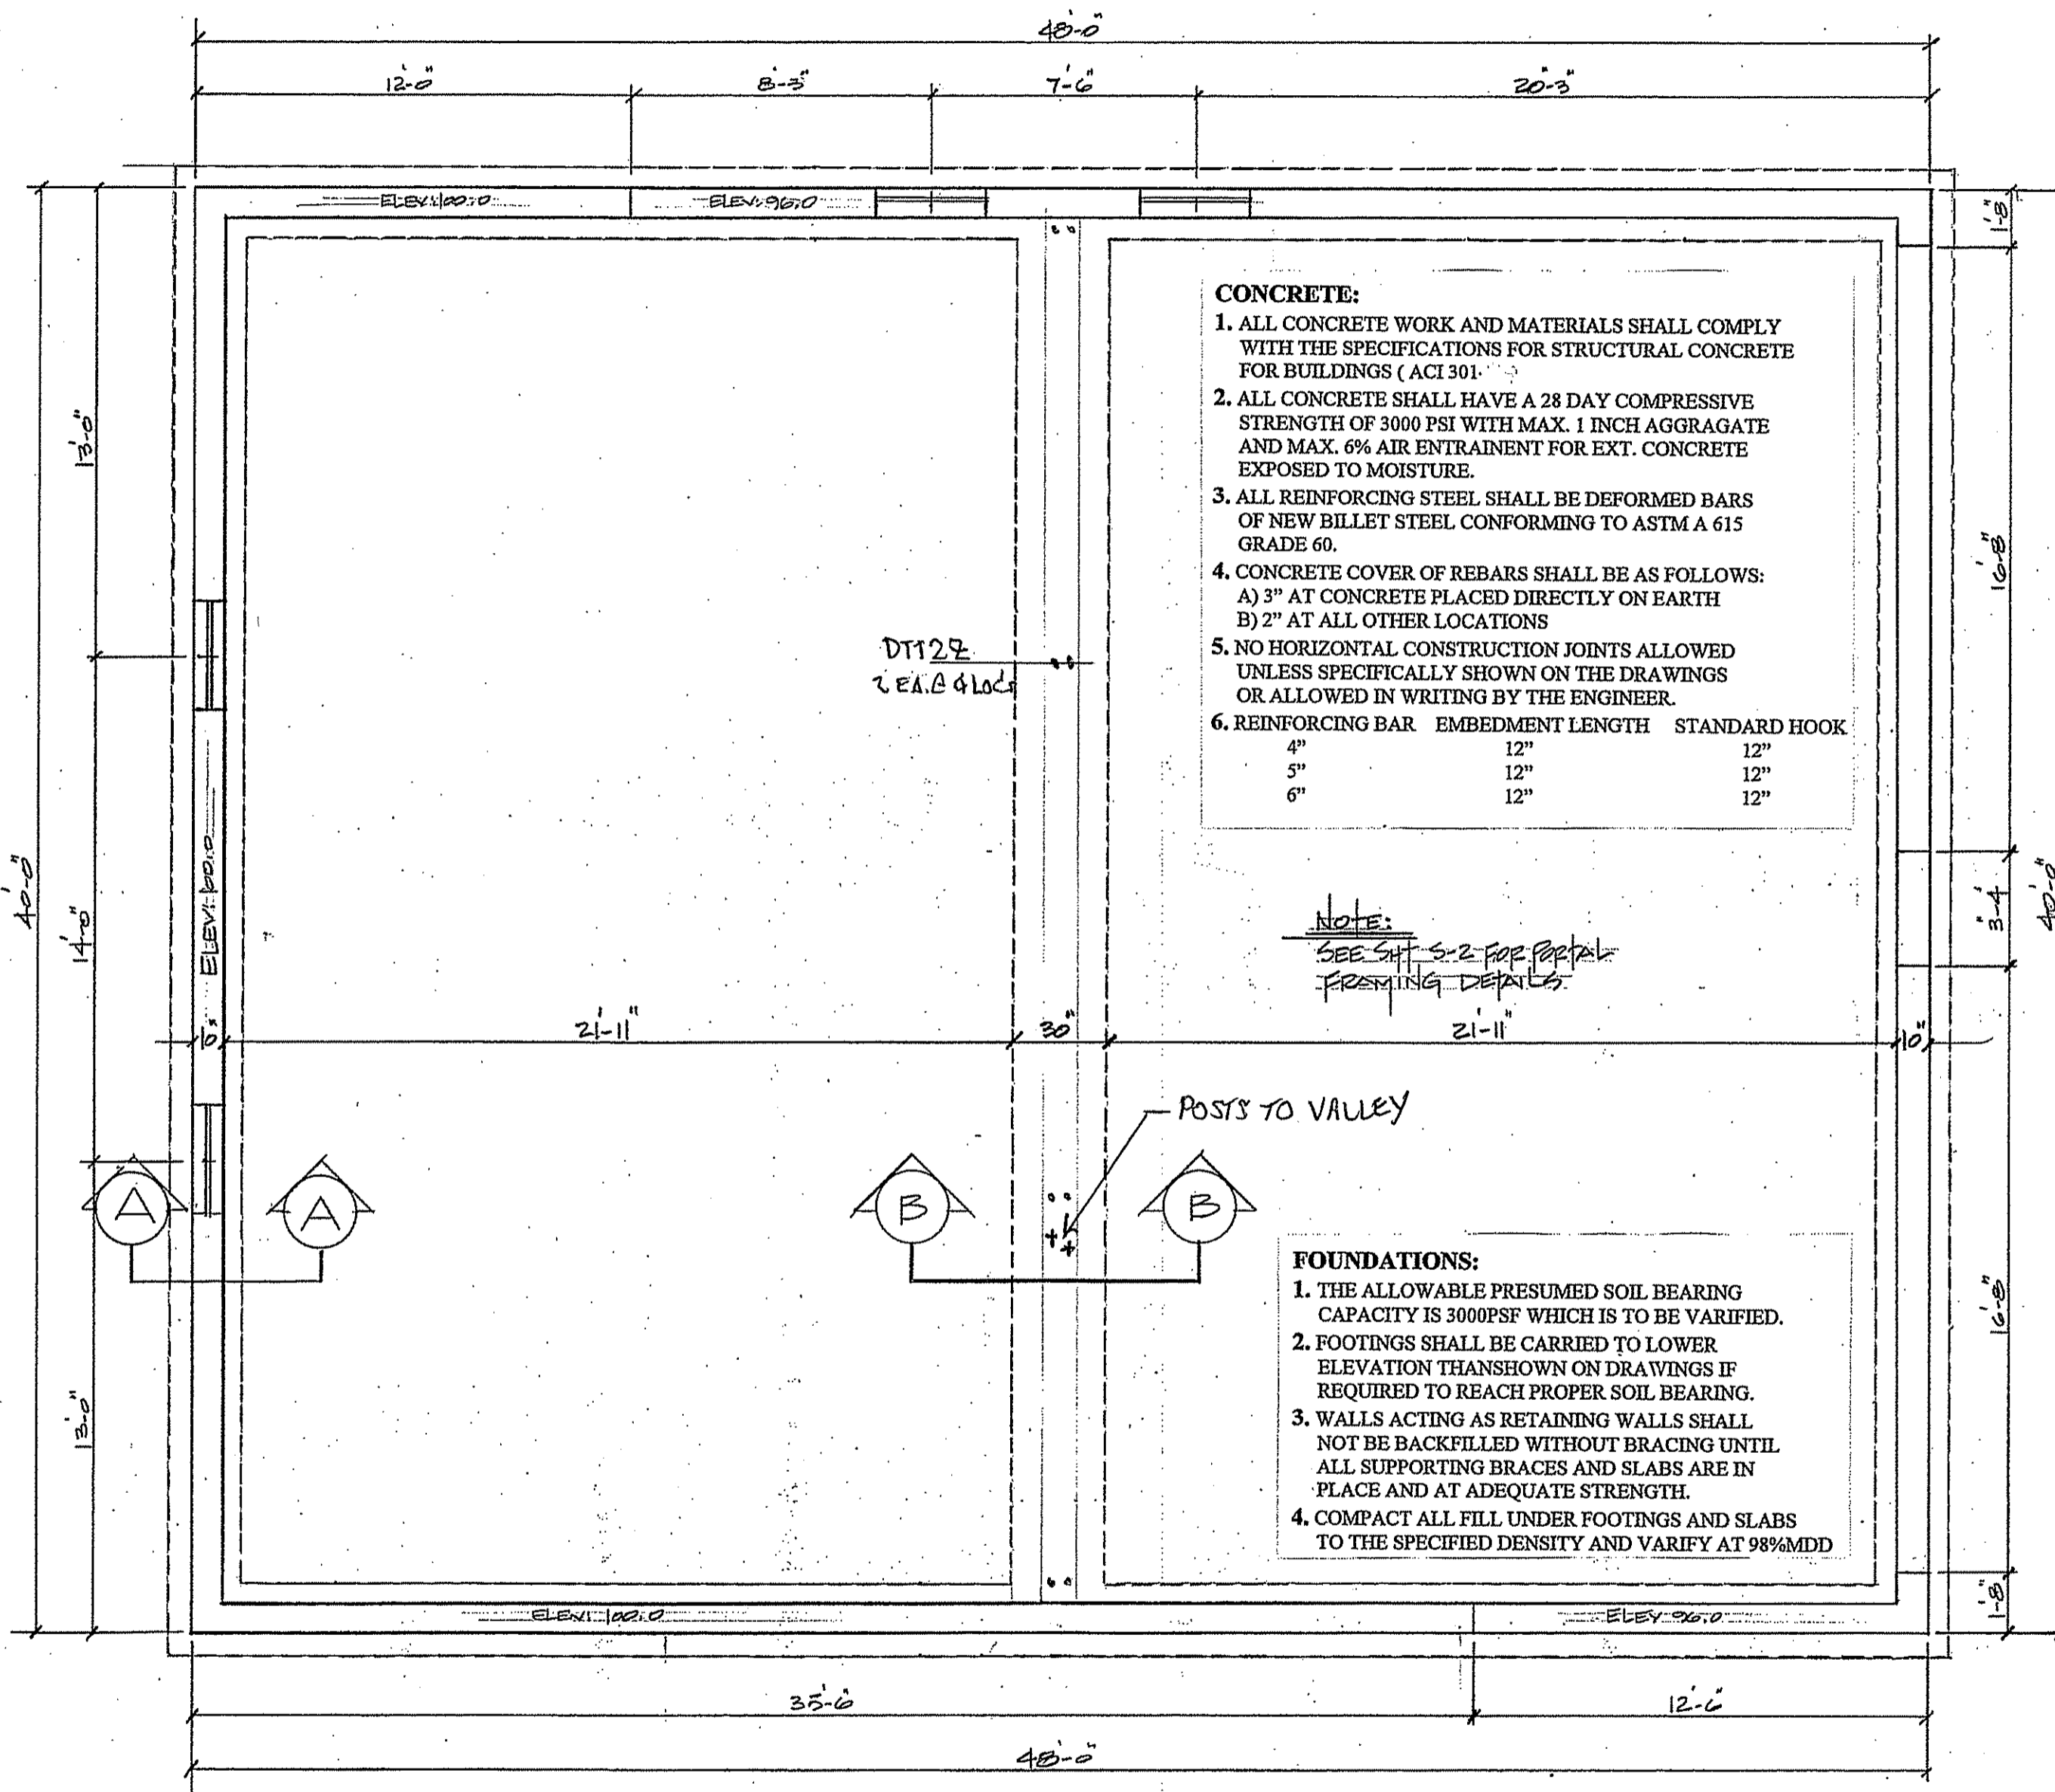 48'-0"
12'-0"
8'-3"
7'-6"
20'-3"
ELEV: 100.0
ELEV: 96.0
1'-8"
13'-0"
16'-8"
40'-0"
14'-0"
3'-4"
40'-0"
13'-0"
16'-8"
1'-8"
CONCRETE:
1. ALL CONCRETE WORK AND MATERIALS SHALL COMPLY
WITH THE SPECIFICATIONS FOR STRUCTURAL CONCRETE
FOR BUILDINGS ( ACI 301-
2. ALL CONCRETE SHALL HAVE A 28 DAY COMPRESSIVE
STRENGTH OF 3000 PSI WITH MAX. 1 INCH AGGRAGATE
AND MAX. 6% AIR ENTRAINENT FOR EXT. CONCRETE
EXPOSED TO MOISTURE.
3. ALL REINFORCING STEEL SHALL BE DEFORMED BARS
OF NEW BILLET STEEL CONFORMING TO ASTM A 615
GRADE 60.
4. CONCRETE COVER OF REBARS SHALL BE AS FOLLOWS:
A) 3" AT CONCRETE PLACED DIRECTLY ON EARTH
B) 2" AT ALL OTHER LOCATIONS
5. NO HORIZONTAL CONSTRUCTION JOINTS ALLOWED
UNLESS SPECIFICALLY SHOWN ON THE DRAWINGS
OR ALLOWED IN WRITING BY THE ENGINEER.
6. REINFORCING BAR EMBEDMENT LENGTH STANDARD HOOK
4" 12" 12"
5" 12" 12"
6" 12" 12"
DTT2Z
2 EA. @ 4 LOC'S
ELEV: 100.0
NOTE:
SEE SHT S-2 FOR PORTAL
FRAMING DETAILS
10"
21'-11"
30"
21'-11"
10"
POSTS TO VALLEY
A
A
B
B
FOUNDATIONS:
1. THE ALLOWABLE PRESUMED SOIL BEARING
CAPACITY IS 3000PSF WHICH IS TO BE VARIFIED.
2. FOOTINGS SHALL BE CARRIED TO LOWER
ELEVATION THANSHOWN ON DRAWINGS IF
REQUIRED TO REACH PROPER SOIL BEARING.
3. WALLS ACTING AS RETAINING WALLS SHALL
NOT BE BACKFILLED WITHOUT BRACING UNTIL
ALL SUPPORTING BRACES AND SLABS ARE IN
PLACE AND AT ADEQUATE STRENGTH.
4. COMPACT ALL FILL UNDER FOOTINGS AND SLABS
TO THE SPECIFIED DENSITY AND VARIFY AT 98%MDD
ELEV: 100.0
ELEV 96.0
35'-6"
12'-6"
48'-0"